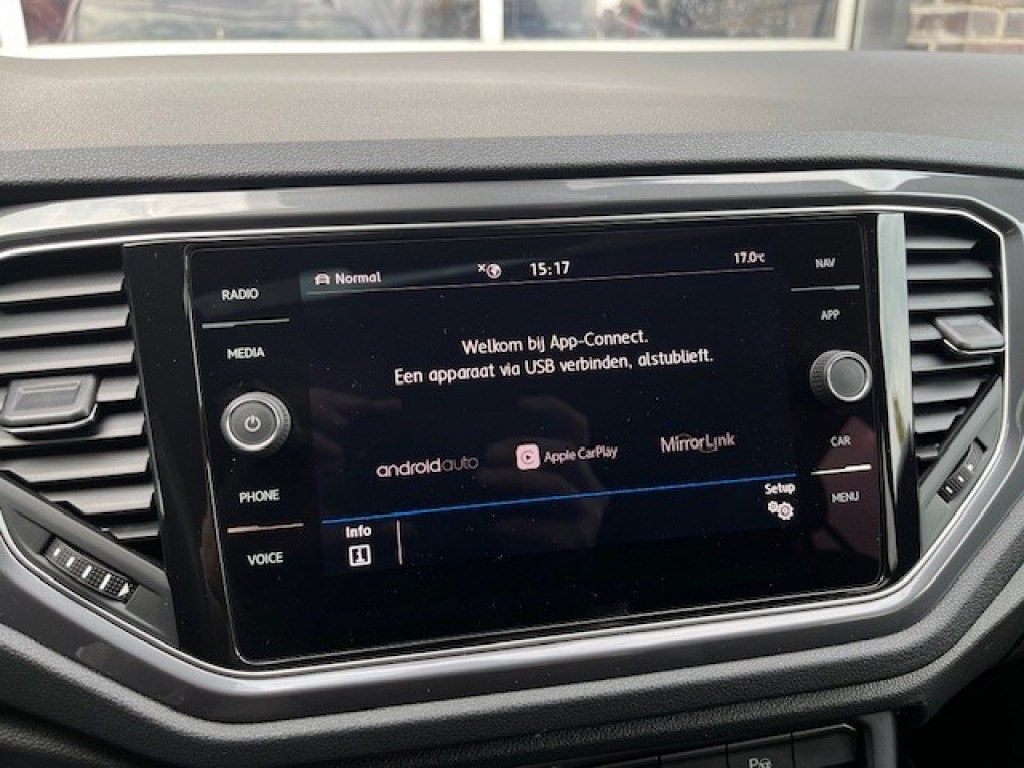 RADIO
MEDIA
PHONE
VOICE
Normal
15:17
17.0°C
Welkom bij App-Connect.
Een apparaat via USB verbinden, alstublieft.
androidauto
Apple CarPlay
MirrorLink
Info
Setup
NAV
APP
CAR
MENU